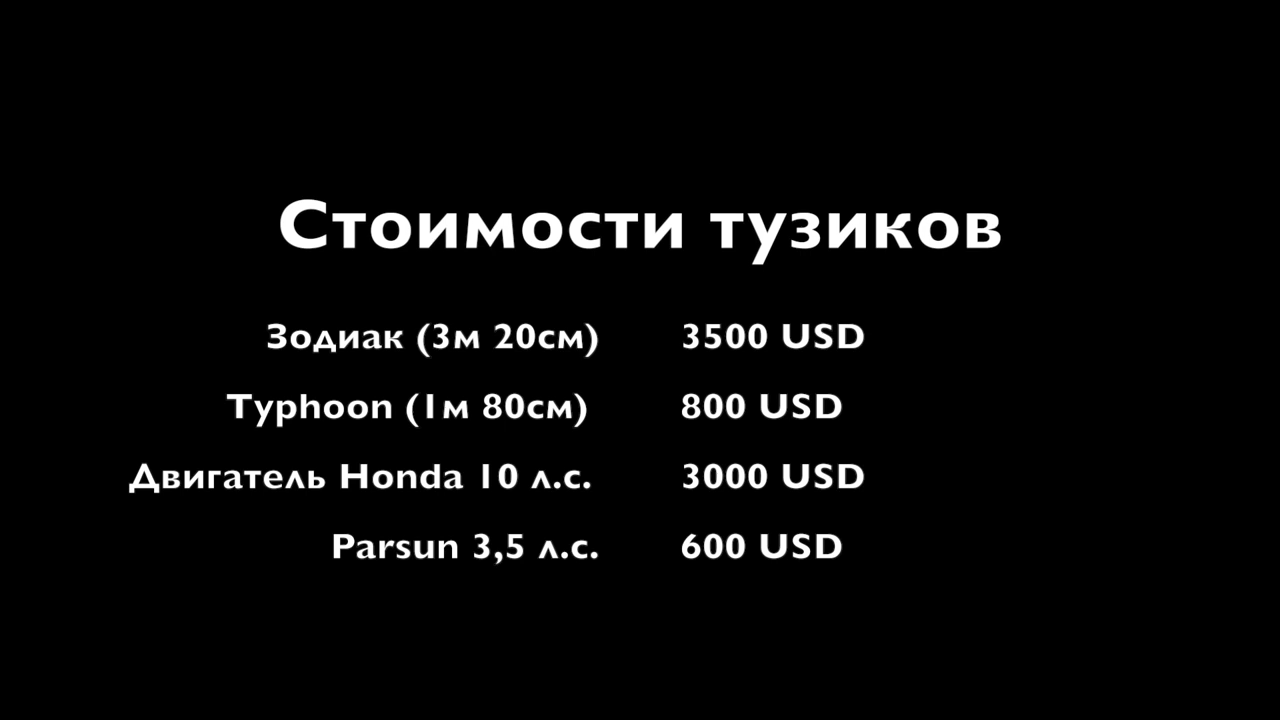 Стоимости тузиков
Зодиак (3м 20см) 3500 USD
Typhoon (1м 80см) 800 USD
Двигатель Honda 10 л.с. 3000 USD
Parsun 3,5 л.с. 600 USD